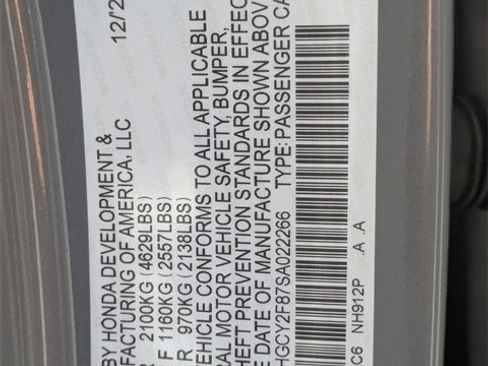 BY HONDA DEVELOPMENT &
FACTURING OF AMERICA, LLC
12/2
2100KG (4629LBS)
F 1160KG (2557LBS)
R 970KG (2138LBS)
VEHICLE CONFORMS TO ALL APPLICABLE
RAL MOTOR VEHICLE SAFETY, BUMPER,
HEFT PREVENTION STANDARDS IN EFFEC
E DATE OF MANUFACTURE SHOWN ABOV
HGCY2F87SA022266 TYPE:PASSENGER CA
C6 NH912P .A .A